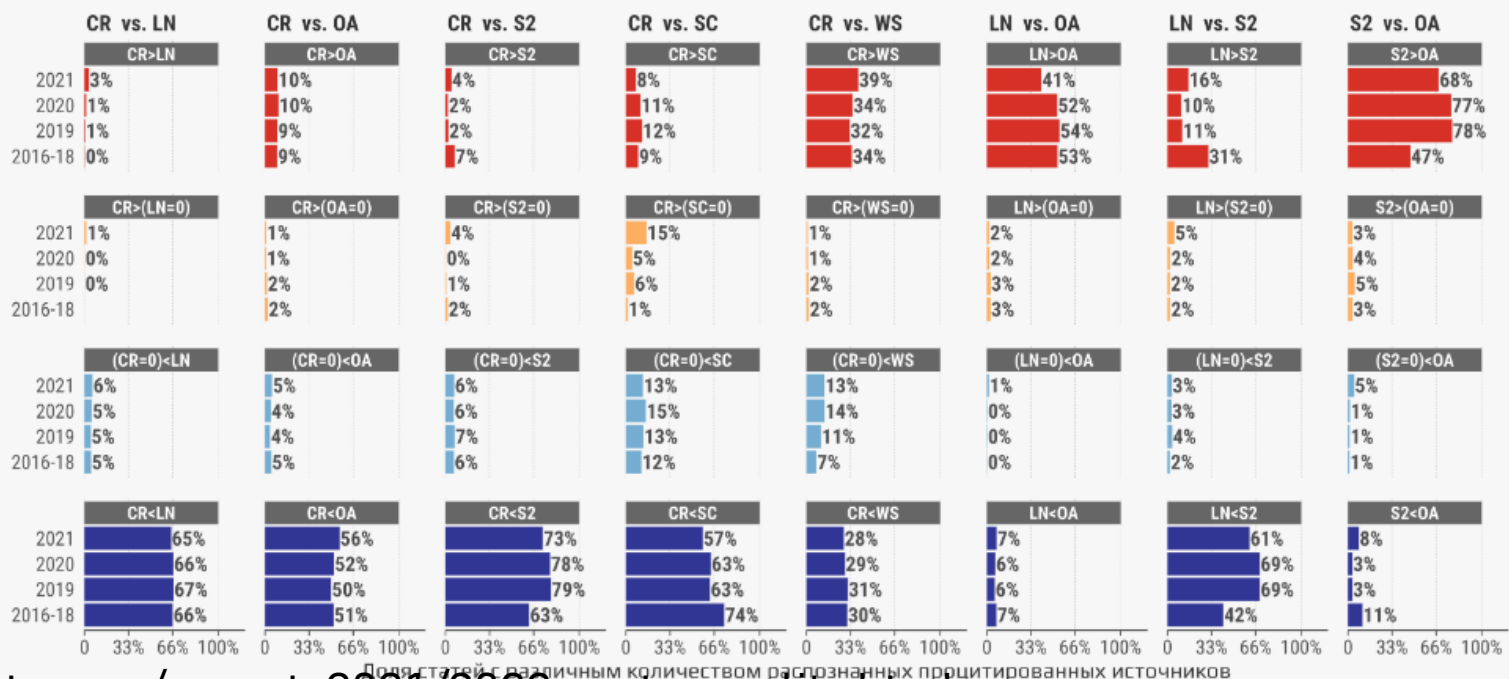 CR vs. LN CR vs. OA CR vs. S2 CR vs. SC CR vs. WS LN vs. OA LN vs. S2 S2 vs. OA
CR>LN CR>OA CR>S2 CR>SC CR>WS LN>OA LN>S2 S2>OA
2021 3% 10% 4% 8% 39% 41% 16% 68%
2020 1% 10% 2% 11% 34% 52% 10% 77%
2019 1% 9% 2% 12% 32% 54% 11% 78%
2016-18 0% 9% 7% 9% 34% 53% 31% 47%
CR>(LN=0) CR>(OA=0) CR>(S2=0) CR>(SC=0) CR>(WS=0) LN>(OA=0) LN>(S2=0) S2>(OA=0)
2021 1% 1% 4% 15% 1% 2% 5% 3%
2020 0% 1% 0% 5% 1% 2% 2% 4%
2019 0% 2% 1% 6% 2% 3% 2% 5%
2016-18 2% 2% 1% 2% 3% 2% 3%
(CR=0)<LN (CR=0)<OA (CR=0)<S2 (CR=0)<SC (CR=0)<WS (LN=0)<OA (LN=0)<S2 (S2=0)<OA
2021 6% 5% 6% 13% 13% 1% 3% 5%
2020 5% 4% 6% 15% 14% 0% 3% 1%
2019 5% 4% 7% 13% 11% 0% 4% 1%
2016-18 5% 5% 6% 12% 7% 0% 2% 1%
CR<LN CR<OA CR<S2 CR<SC CR<WS LN<OA LN<S2 S2<OA
2021 65% 56% 73% 57% 28% 7% 61% 8%
2020 66% 52% 78% 63% 29% 6% 69% 3%
2019 67% 50% 79% 63% 31% 6% 69% 3%
2016-18 66% 51% 63% 74% 30% 7% 42% 11%
0 33% 66% 100% 0 33% 66% 100% 0 33% 66% 100% 0 33% 66% 100% 0 33% 66% 100% 0 33% 66% 100% 0 33% 66% 100% 0 33% 66% 100%
Доля статей с различным количеством распознанных процитированных источников